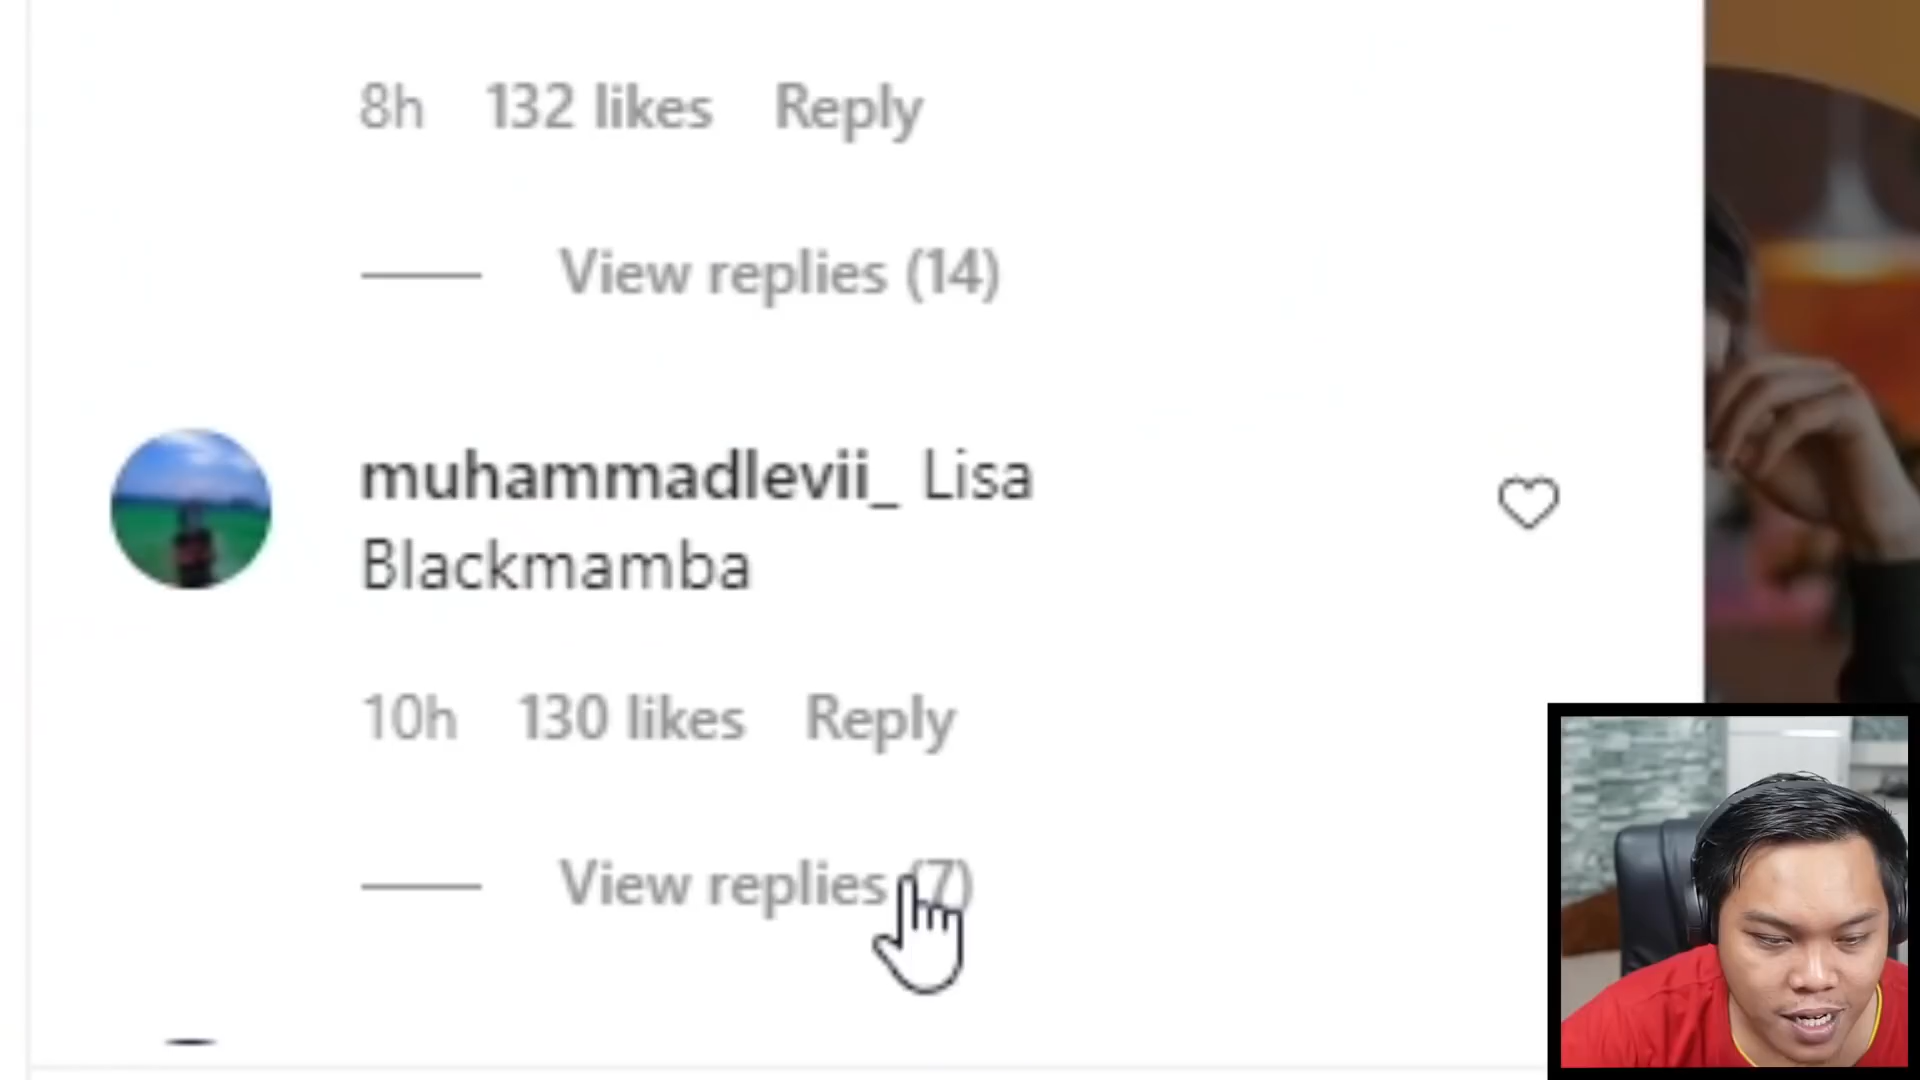 8h 132 likes Reply
View replies (14)
muhammadlevii_ Lisa
Blackmamba
10h 130 likes Reply
View replies (7)